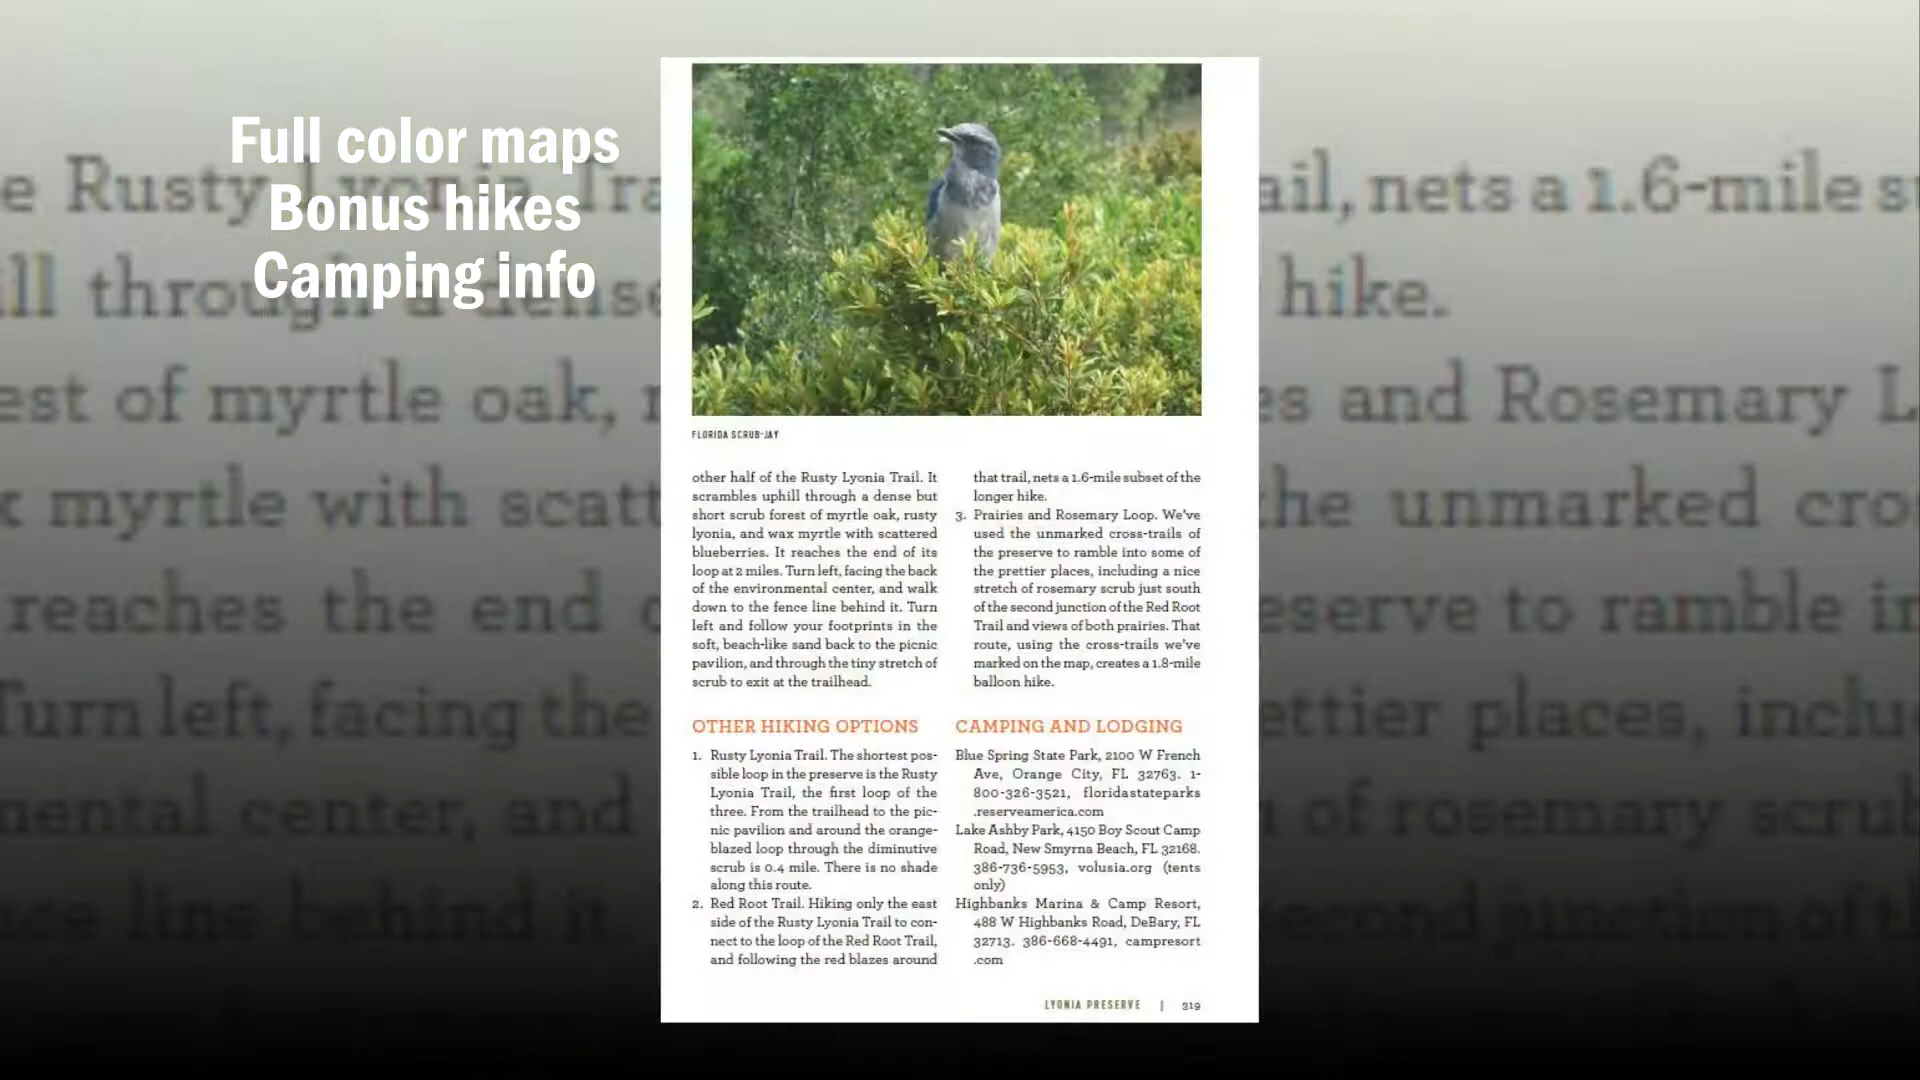 Full color maps
Bonus hikes
Camping info
FLORIDA SCRUB-JAY
other half of the Rusty Lyonia Trail. It
scrambles uphill through a dense but
short scrub forest of myrtle oak, rusty
lyonia, and wax myrtle with scattered
blueberries. It reaches the end of its
loop at 2 miles. Turn left, facing the back
of the environmental center, and walk
down to the fence line behind it. Turn
left and follow your footprints in the
soft, beach-like sand back to the picnic
pavilion, and through the tiny stretch of
scrub to exit at the trailhead.
OTHER HIKING OPTIONS
1. Rusty Lyonia Trail. The shortest pos-
sible loop in the preserve is the Rusty
Lyonia Trail, the first loop of the
three. From the trailhead to the pic-
nic pavilion and around the orange-
blazed loop through the diminutive
scrub is 0.4 mile. There is no shade
along this route.
2. Red Root Trail. Hiking only the east
side of the Rusty Lyonia Trail to con-
nect to the loop of the Red Root Trail,
and following the red blazes around
that trail, nets a 1.6-mile subset of the
longer hike.
3. Prairies and Rosemary Loop. We've
used the unmarked cross-trails of
the preserve to ramble into some of
the prettier places, including a nice
stretch of rosemary scrub just south
of the second junction of the Red Root
Trail and views of both prairies. That
route, using the cross-trails we've
marked on the map, creates a 1.8-mile
balloon hike.
CAMPING AND LODGING
Blue Spring State Park, 2100 W French
Ave, Orange City, FL 32763. 1-
800-326-3521, floridastateparks
.reserveamerica.com
Lake Ashby Park, 4150 Boy Scout Camp
Road, New Smyrna Beach, FL 32168.
386-736-5953, volusia.org (tents
only)
Highbanks Marina & Camp Resort,
488 W Highbanks Road, DeBary, FL
32713. 386-668-4491, campresort
.com
LYONIA PRESERVE | 219